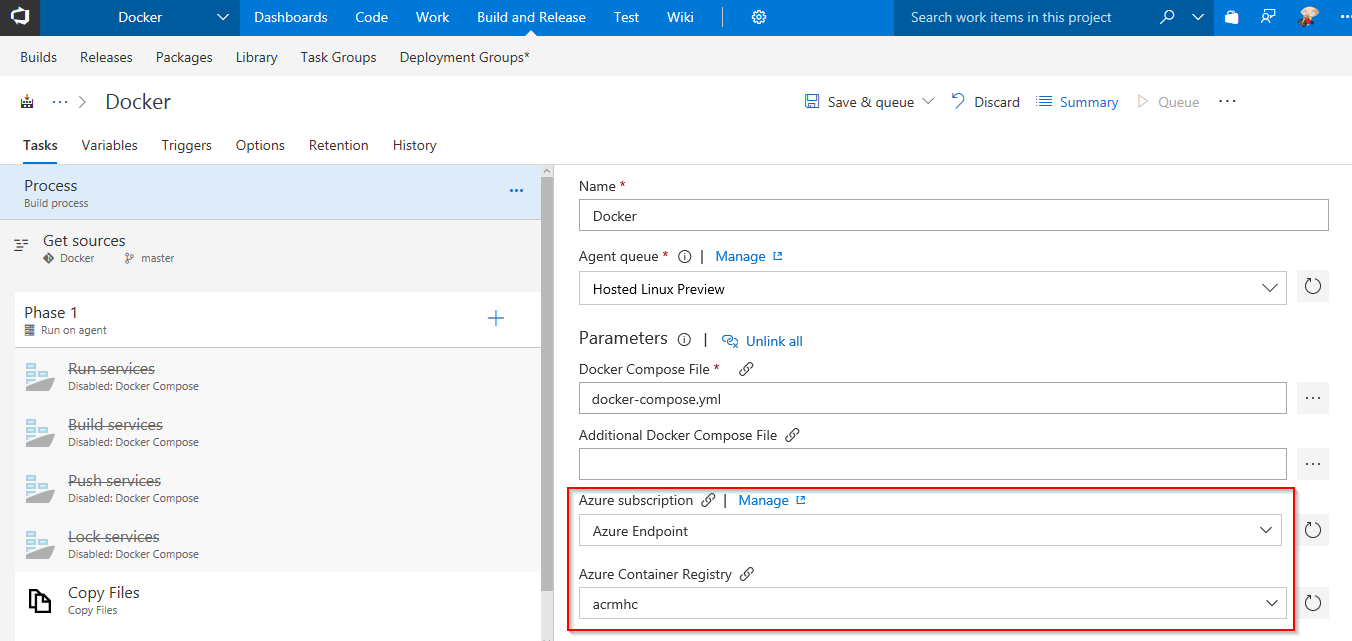 Docker
Dashboards Code Work Build and Release Test Wiki
Search work items in this project
Builds Releases Packages Library Task Groups Deployment Groups*
... > Docker
Save & queue Discard Summary Queue ...
Tasks Variables Triggers Options Retention History
Process
Build process
...
Get sources
Docker master
Phase 1
Run on agent
Run services
Disabled: Docker Compose
Build services
Disabled: Docker Compose
Push services
Disabled: Docker Compose
Lock services
Disabled: Docker Compose
Copy Files
Copy Files
Name *
Docker
Agent queue * | Manage
Hosted Linux Preview
Parameters | Unlink all
Docker Compose File *
docker-compose.yml
...
Additional Docker Compose File
...
Azure subscription | Manage
Azure Endpoint
Azure Container Registry
acrmhc